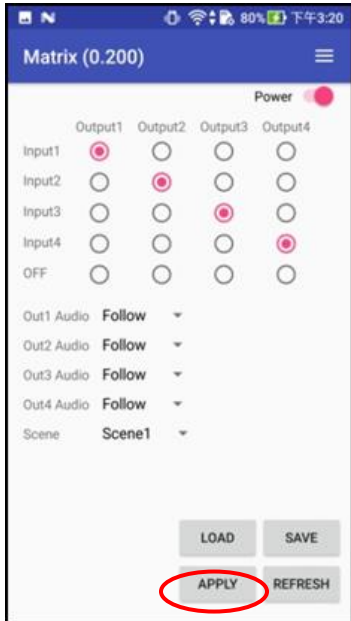 80% 下午3:20
Matrix (0.200)
Power
Output1 Output2 Output3 Output4
Input1
Input2
Input3
Input4
OFF
Out1 Audio Follow
Out2 Audio Follow
Out3 Audio Follow
Out4 Audio Follow
Scene Scene1
LOAD SAVE
APPLY REFRESH